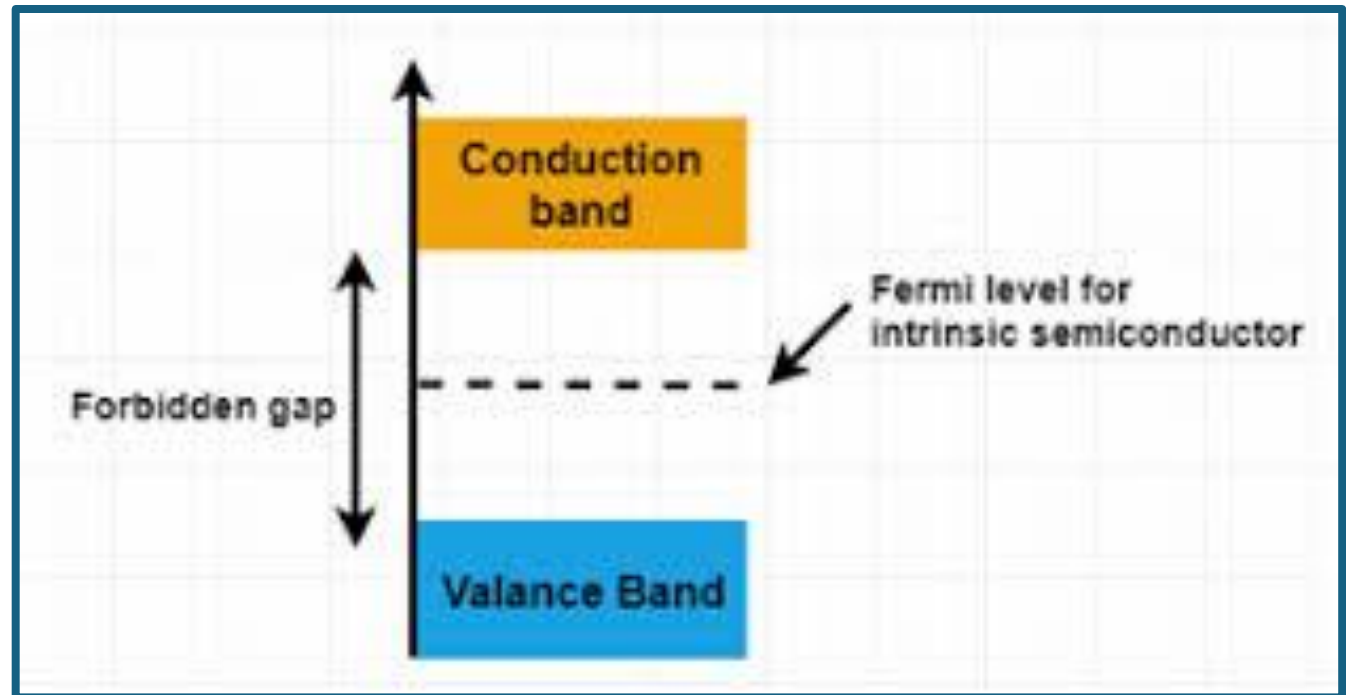 Conduction
band
Fermi level for
intrinsic semiconductor
Forbidden gap
Valance Band